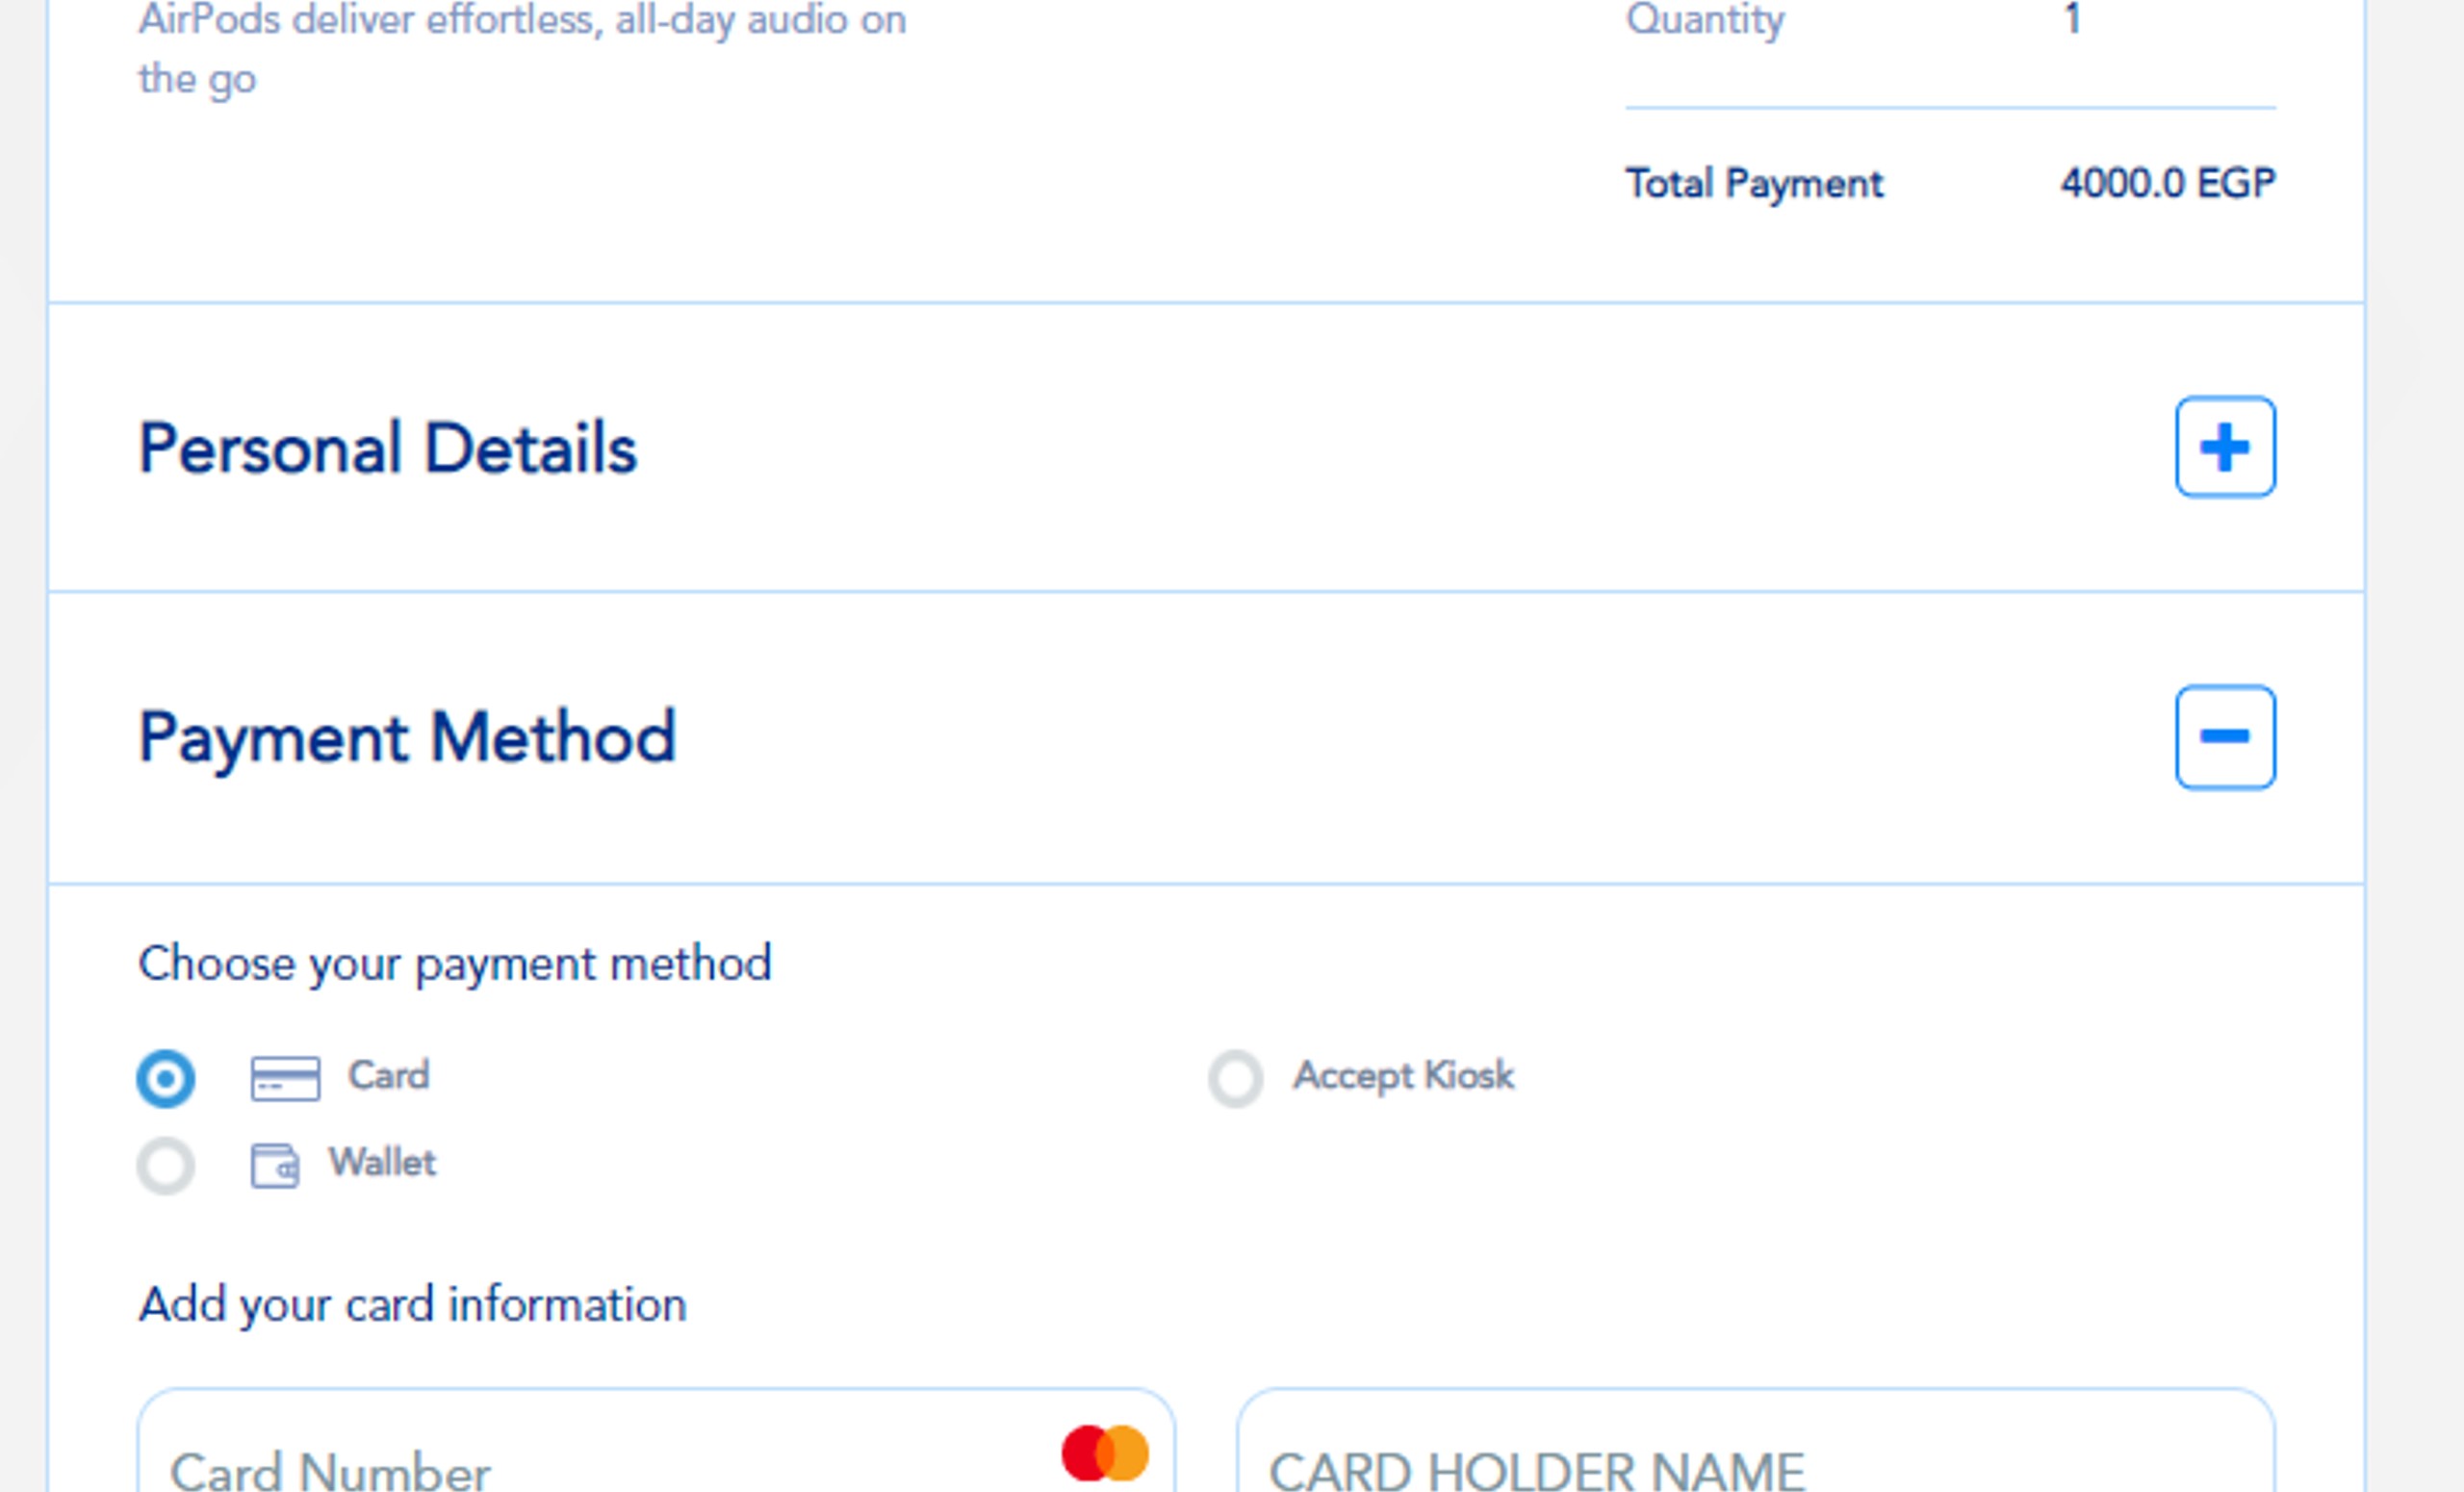 AirPods deliver effortless, all-day audio on
the go
Quantity 1
Total Payment 4000.0 EGP
Personal Details
Payment Method
Choose your payment method
Card
Accept Kiosk
Wallet
Add your card information
Card Number
CARD HOLDER NAME